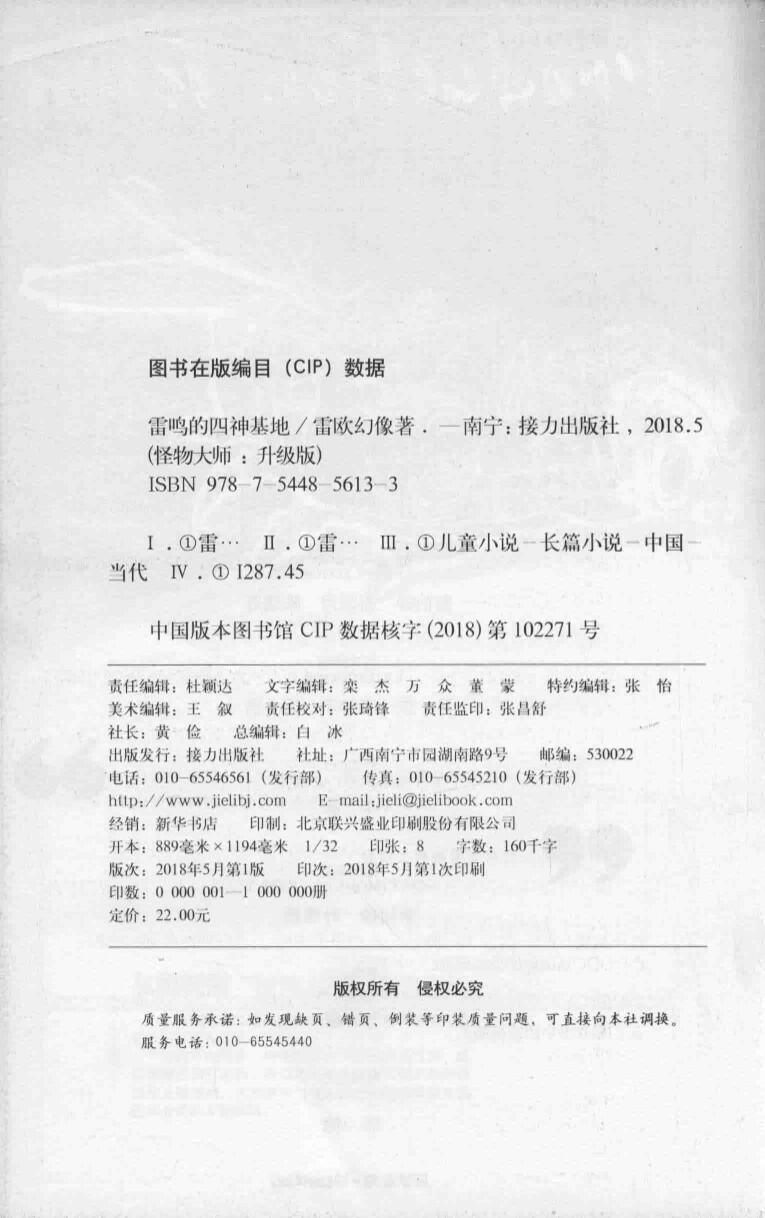 图书在版编目（CIP）数据
雷鸣的四神基地/雷欧幻像著．—南宁：接力出版社，2018.5
(怪物大师：升级版)
ISBN 978-7-5448-5613-3
Ⅰ．①雷… Ⅱ．①雷… Ⅲ．①儿童小说－长篇小说－中国－
当代 Ⅳ．①I287.45
中国版本图书馆CIP数据核字(2018)第102271号
责任编辑：杜颖达 文字编辑：栾 杰 万 众 董 蒙 特约编辑：张 怡
美术编辑：王 叙 责任校对：张琦锋 责任监印：张昌舒
社长：黄 俭 总编辑：白 冰
出版发行：接力出版社 社址：广西南宁市园湖南路9号 邮编：530022
电话：010-65546561（发行部） 传真：010-65545210（发行部）
http://www.jielibj.com E-mail:jieli@jielibook.com
经销：新华书店 印制：北京联兴盛业印刷股份有限公司
开本：889毫米×1194毫米 1/32 印张：8 字数：160千字
版次：2018年5月第1版 印次：2018年5月第1次印刷
印数：0 000 001—1 000 000册
定价：22.00元
版权所有 侵权必究
质量服务承诺：如发现缺页、错页、倒装等印装质量问题，可直接向本社调换。
服务电话：010-65545440